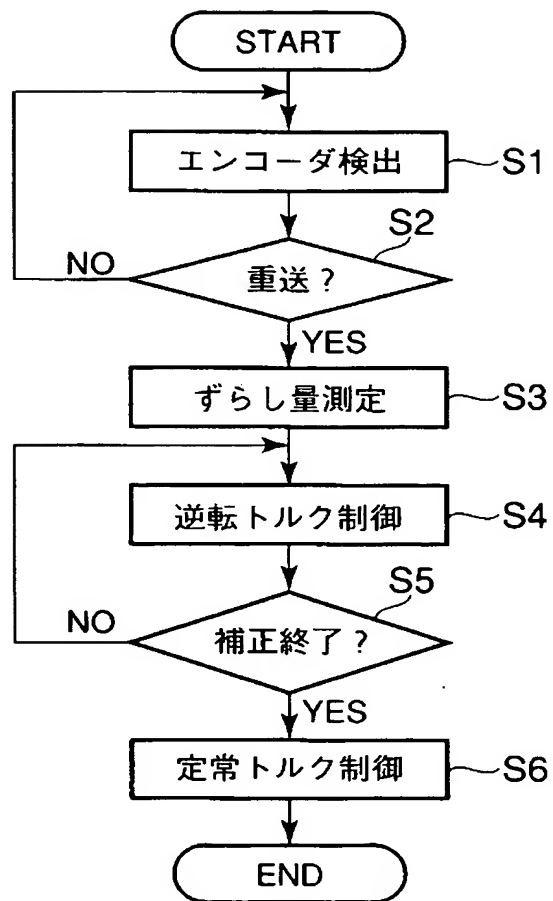 START
エンコーダ検出
S1
S2
重送?
NO
YES
ずらし量測定
S3
逆転トルク制御
S4
S5
補正終了?
NO
YES
定常トルク制御
S6
END